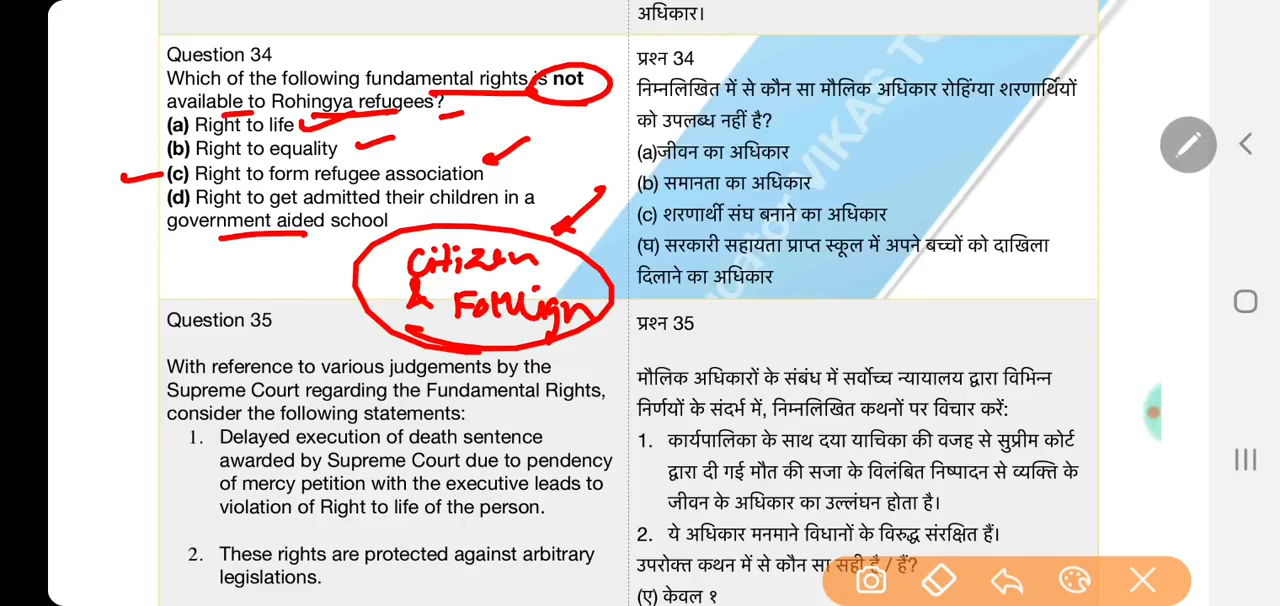 अधिकार।
Question 34
Which of the following fundamental rights is not
available to Rohingya refugees?
(a) Right to life
(b) Right to equality
(c) Right to form refugee association
(d) Right to get admitted their children in a
government aided school
Citizen
& Foreign
प्रश्न 34
निम्नलिखित में से कौन सा मौलिक अधिकार रोहिंग्या शरणार्थियों
को उपलब्ध नहीं है?
(a)जीवन का अधिकार
(b) समानता का अधिकार
(c) शरणार्थी संघ बनाने का अधिकार
(घ) सरकारी सहायता प्राप्त स्कूल में अपने बच्चों को दाखिला
दिलाने का अधिकार
Question 35
With reference to various judgements by the
Supreme Court regarding the Fundamental Rights,
consider the following statements:
1. Delayed execution of death sentence
awarded by Supreme Court due to pendency
of mercy petition with the executive leads to
violation of Right to life of the person.
2. These rights are protected against arbitrary
legislations.
प्रश्न 35
मौलिक अधिकारों के संबंध में सर्वोच्च न्यायालय द्वारा विभिन्न
निर्णयों के संदर्भ में, निम्नलिखित कथनों पर विचार करें:
1. कार्यपालिका के साथ दया याचिका की वजह से सुप्रीम कोर्ट
द्वारा दी गई मौत की सजा के विलंबित निष्पादन से व्यक्ति के
जीवन के अधिकार का उल्लंघन होता है।
2. ये अधिकार मनमाने विधानों के विरुद्ध संरक्षित हैं।
उपरोक्त कथन में से कौन सा सही है / हैं?
(ए) केवल १
VIKAS